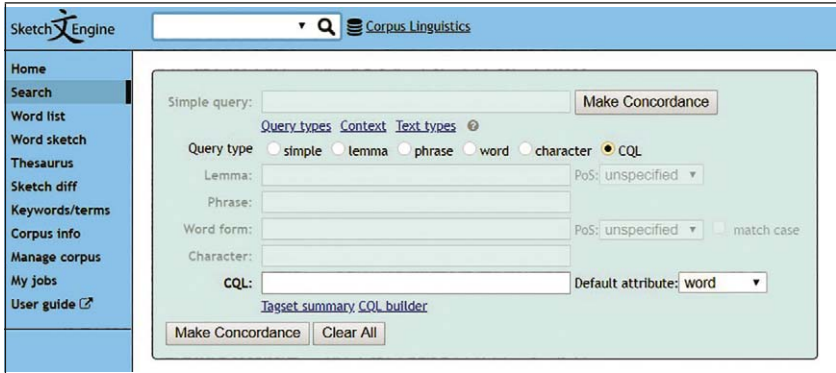 Sketch文Engine
Corpus Linguistics
Home
Search
Word list
Word sketch
Thesaurus
Sketch diff
Keywords/terms
Corpus info
Manage corpus
My jobs
User guide
Simple query: Make Concordance
Query types Context Text types ?
Query type simple lemma phrase word character CQL
Lemma: PoS: unspecified
Phrase:
Word form: PoS: unspecified match case
Character:
CQL: Default attribute: word
Tagset summary CQL builder
Make Concordance Clear All